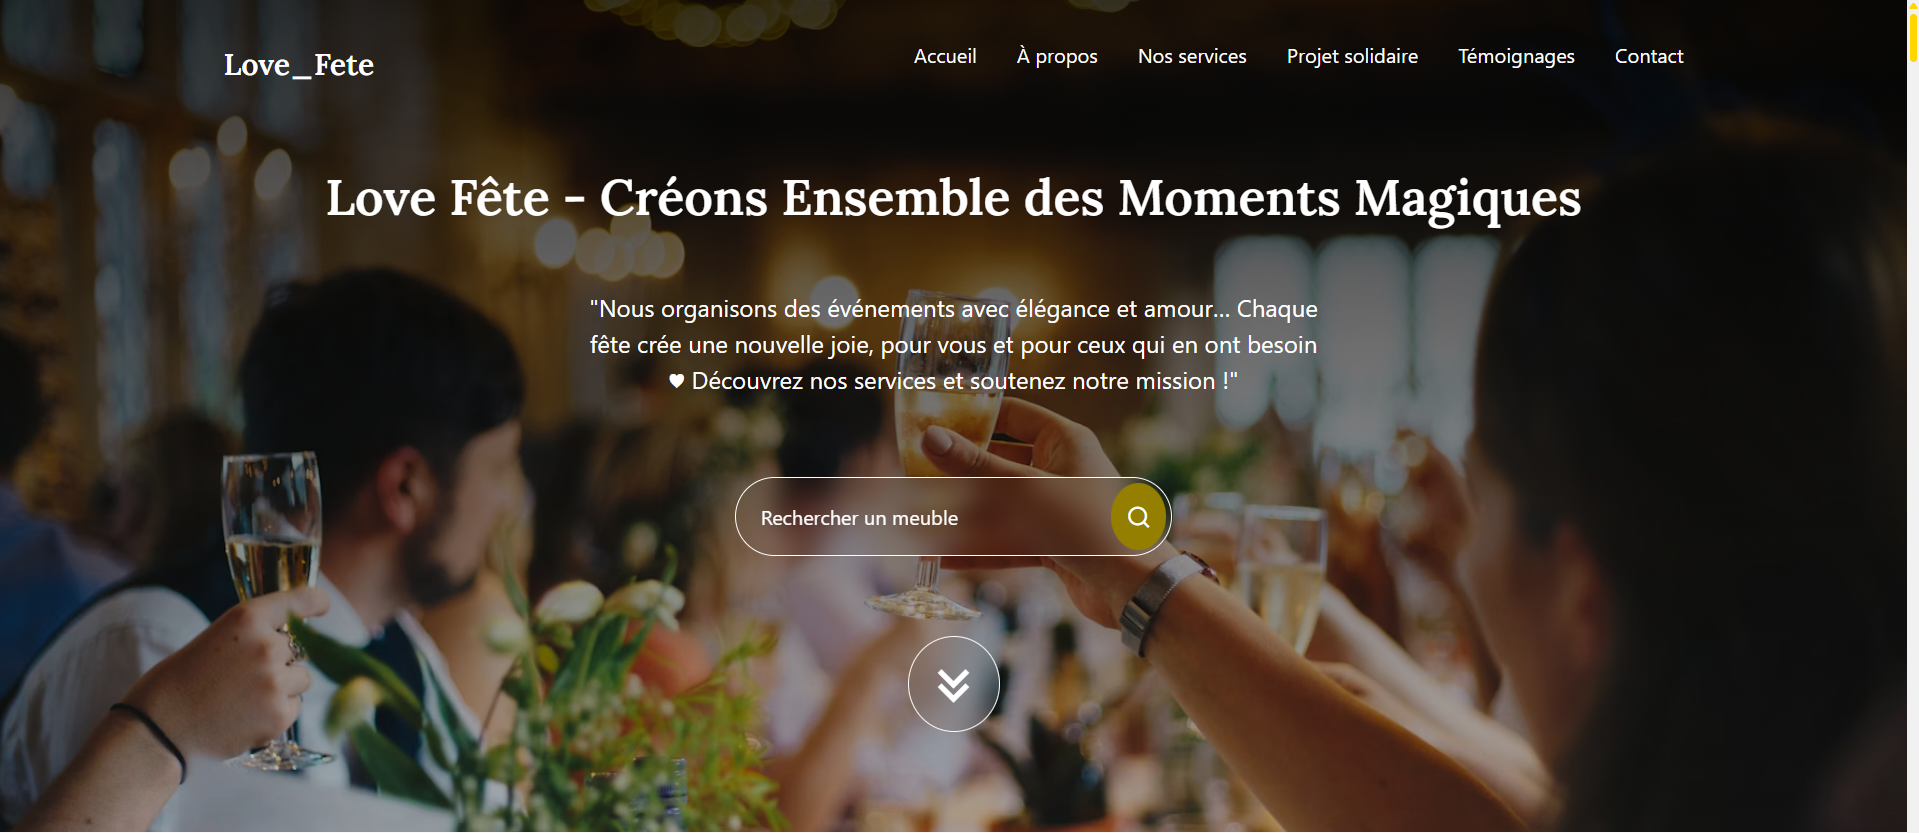 Love_Fete
Accueil À propos Nos services Projet solidaire Témoignages Contact
Love Fête - Créons Ensemble des Moments Magiques
"Nous organisons des événements avec élégance et amour... Chaque
fête crée une nouvelle joie, pour vous et pour ceux qui en ont besoin
♥ Découvrez nos services et soutenez notre mission !"
Rechercher un meuble